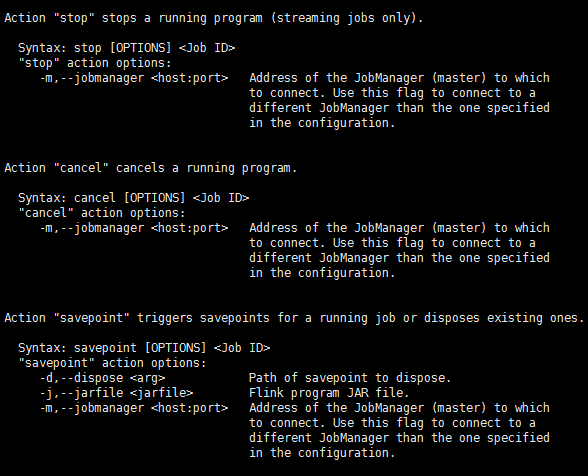 Action "stop" stops a running program (streaming jobs only).
Syntax: stop [OPTIONS] <Job ID>
"stop" action options:
-m,--jobmanager <host:port> Address of the JobManager (master) to which
to connect. Use this flag to connect to a
different JobManager than the one specified
in the configuration.
Action "cancel" cancels a running program.
Syntax: cancel [OPTIONS] <Job ID>
"cancel" action options:
-m,--jobmanager <host:port> Address of the JobManager (master) to which
to connect. Use this flag to connect to a
different JobManager than the one specified
in the configuration.
Action "savepoint" triggers savepoints for a running job or disposes existing ones.
Syntax: savepoint [OPTIONS] <Job ID>
"savepoint" action options:
-d,--dispose <arg> Path of savepoint to dispose.
-j,--jarfile <jarfile> Flink program JAR file.
-m,--jobmanager <host:port> Address of the JobManager (master) to which
to connect. Use this flag to connect to a
different JobManager than the one specified
in the configuration.